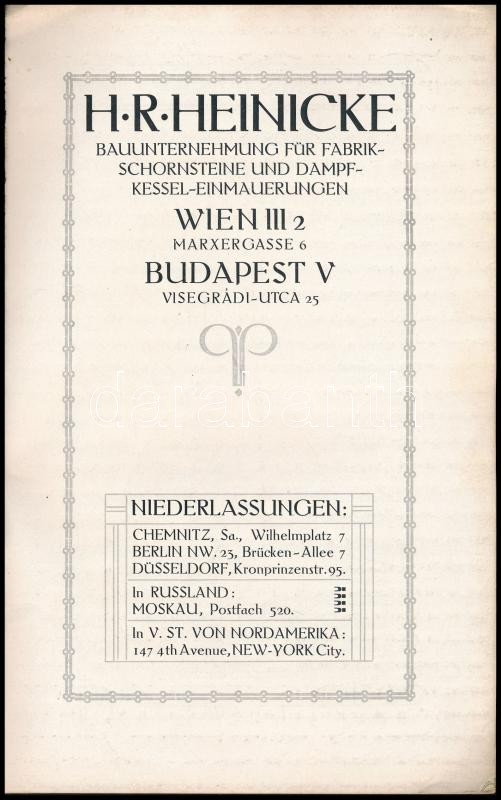 H·R·HEINICKE
BAUUNTERNEHMUNG FÜR FABRIK-
SCHORNSTEINE UND DAMPF-
KESSEL-EINMAUERUNGEN
WIEN III 2
MARXERGASSE 6
BUDAPEST V
VISEGRÁDI-UTCA 25
darabanth
NIEDERLASSUNGEN:
CHEMNITZ, Sa., Wilhelmplatz 7
BERLIN NW. 23, Brücken-Allee 7
DÜSSELDORF, Kronprinzenstr. 95.
In RUSSLAND:
MOSKAU, Postfach 520.
In V. ST. VON NORDAMERIKA:
147 4th Avenue, NEW-YORK City.